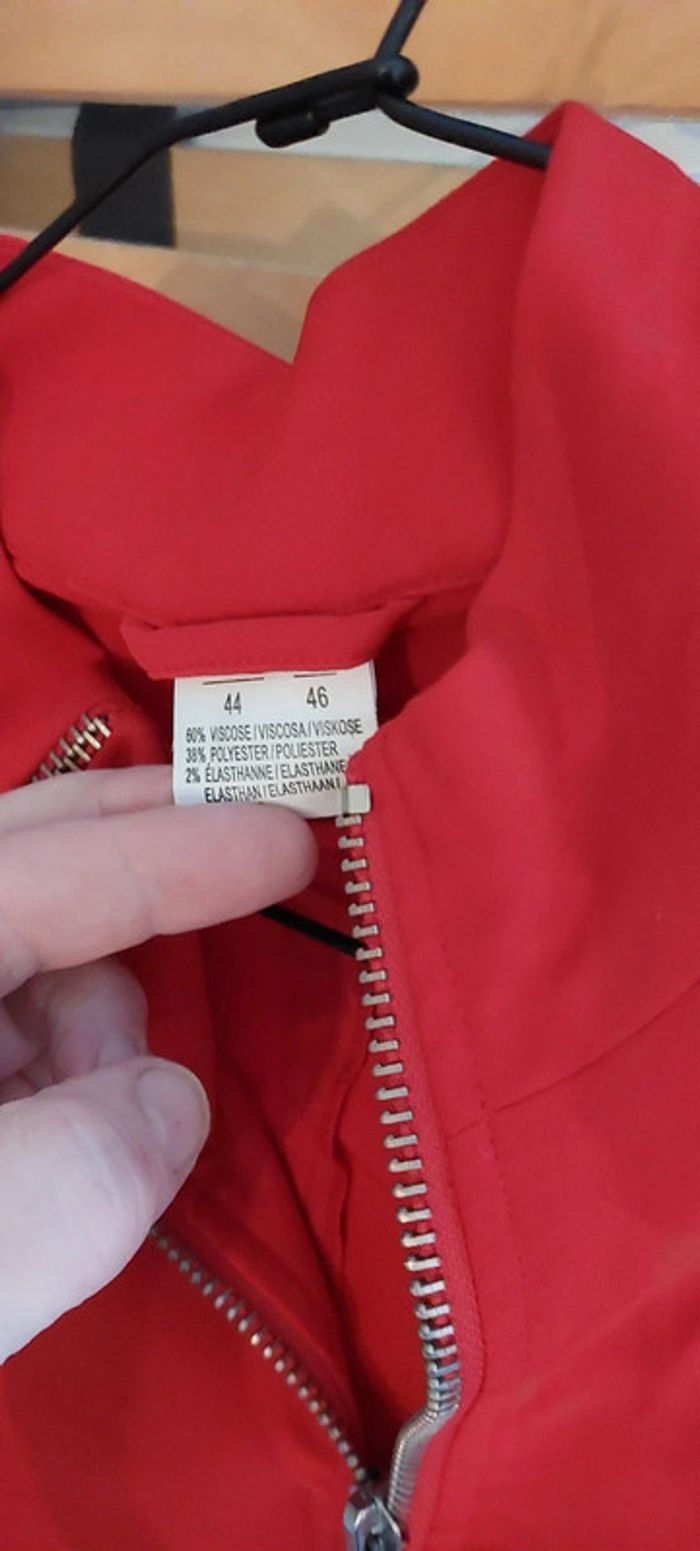 44 46
60% VISCOSE / VISCOSA / VISKOSE
38% POLYESTER / POLIESTER
2% ÉLASTHANNE / ELASTHANE
ELASTHAN / ELASTHAAN /